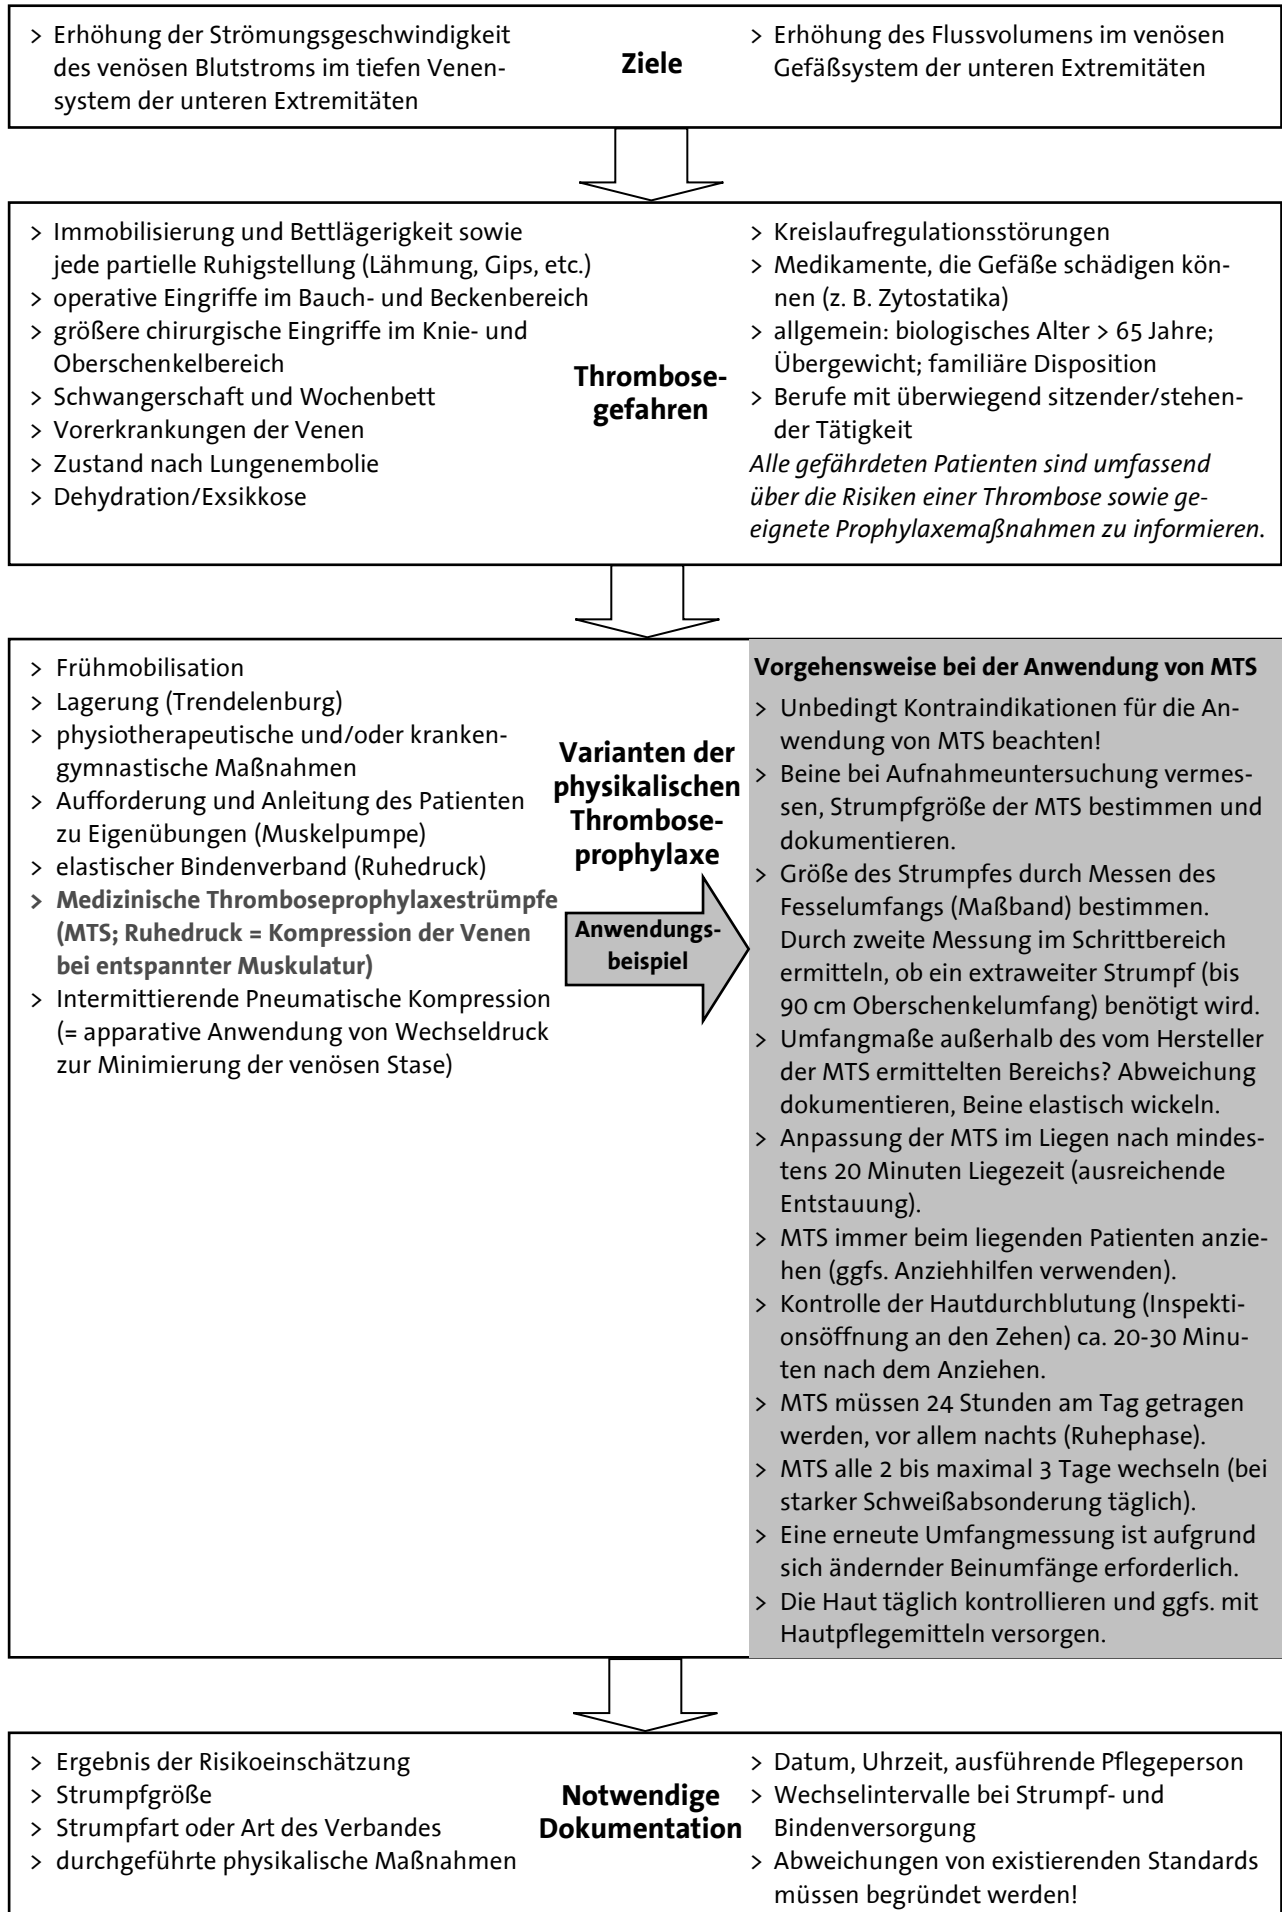 > Erhöhung der Strömungsgeschwindigkeit
des venösen Blutstroms im tiefen Venen-
system der unteren Extremitäten
Ziele
> Erhöhung des Flussvolumens im venösen
Gefäßsystem der unteren Extremitäten
> Immobilisierung und Bettlägerigkeit sowie
jede partielle Ruhigstellung (Lähmung, Gips, etc.)
> operative Eingriffe im Bauch- und Beckenbereich
> größere chirurgische Eingriffe im Knie- und
Oberschenkelbereich
> Schwangerschaft und Wochenbett
> Vorerkrankungen der Venen
> Zustand nach Lungenembolie
> Dehydration/Exsikkose
Thrombose-
gefahren
> Kreislaufregulationsstörungen
> Medikamente, die Gefäße schädigen kön-
nen (z. B. Zytostatika)
> allgemein: biologisches Alter > 65 Jahre;
Übergewicht; familiäre Disposition
> Berufe mit überwiegend sitzender/stehen-
der Tätigkeit
Alle gefährdeten Patienten sind umfassend
über die Risiken einer Thrombose sowie ge-
eignete Prophylaxemaßnahmen zu informieren.
> Frühmobilisation
> Lagerung (Trendelenburg)
> physiotherapeutische und/oder kranken-
gymnastische Maßnahmen
> Aufforderung und Anleitung des Patienten
zu Eigenübungen (Muskelpumpe)
> elastischer Bindenverband (Ruhedruck)
> Medizinische Thromboseprophylaxestrümpfe
(MTS; Ruhedruck = Kompression der Venen
bei entspannter Muskulatur)
> Intermittierende Pneumatische Kompression
(= apparative Anwendung von Wechseldruck
zur Minimierung der venösen Stase)
Varianten der
physikalischen
Thrombose-
prophylaxe
Anwendungs-
beispiel
Vorgehensweise bei der Anwendung von MTS
> Unbedingt Kontraindikationen für die An-
wendung von MTS beachten!
> Beine bei Aufnahmeuntersuchung vermes-
sen, Strumpfgröße der MTS bestimmen und
dokumentieren.
> Größe des Strumpfes durch Messen des
Fesselumfangs (Maßband) bestimmen.
Durch zweite Messung im Schrittbereich
ermitteln, ob ein extraweiter Strumpf (bis
90 cm Oberschenkelumfang) benötigt wird.
> Umfangmaße außerhalb des vom Hersteller
der MTS ermittelten Bereichs? Abweichung
dokumentieren, Beine elastisch wickeln.
> Anpassung der MTS im Liegen nach mindes-
tens 20 Minuten Liegezeit (ausreichende
Entstauung).
> MTS immer beim liegenden Patienten anzie-
hen (ggfs. Anziehhilfen verwenden).
> Kontrolle der Hautdurchblutung (Inspekti-
onsöffnung an den Zehen) ca. 20-30 Minu-
ten nach dem Anziehen.
> MTS müssen 24 Stunden am Tag getragen
werden, vor allem nachts (Ruhephase).
> MTS alle 2 bis maximal 3 Tage wechseln (bei
starker Schweißabsonderung täglich).
> Eine erneute Umfangmessung ist aufgrund
sich ändernder Beinumfänge erforderlich.
> Die Haut täglich kontrollieren und ggfs. mit
Hautpflegemitteln versorgen.
> Ergebnis der Risikoeinschätzung
> Strumpfgröße
> Strumpfart oder Art des Verbandes
> durchgeführte physikalische Maßnahmen
Notwendige
Dokumentation
> Datum, Uhrzeit, ausführende Pflegeperson
> Wechselintervalle bei Strumpf- und
Bindenversorgung
> Abweichungen von existierenden Standards
müssen begründet werden!